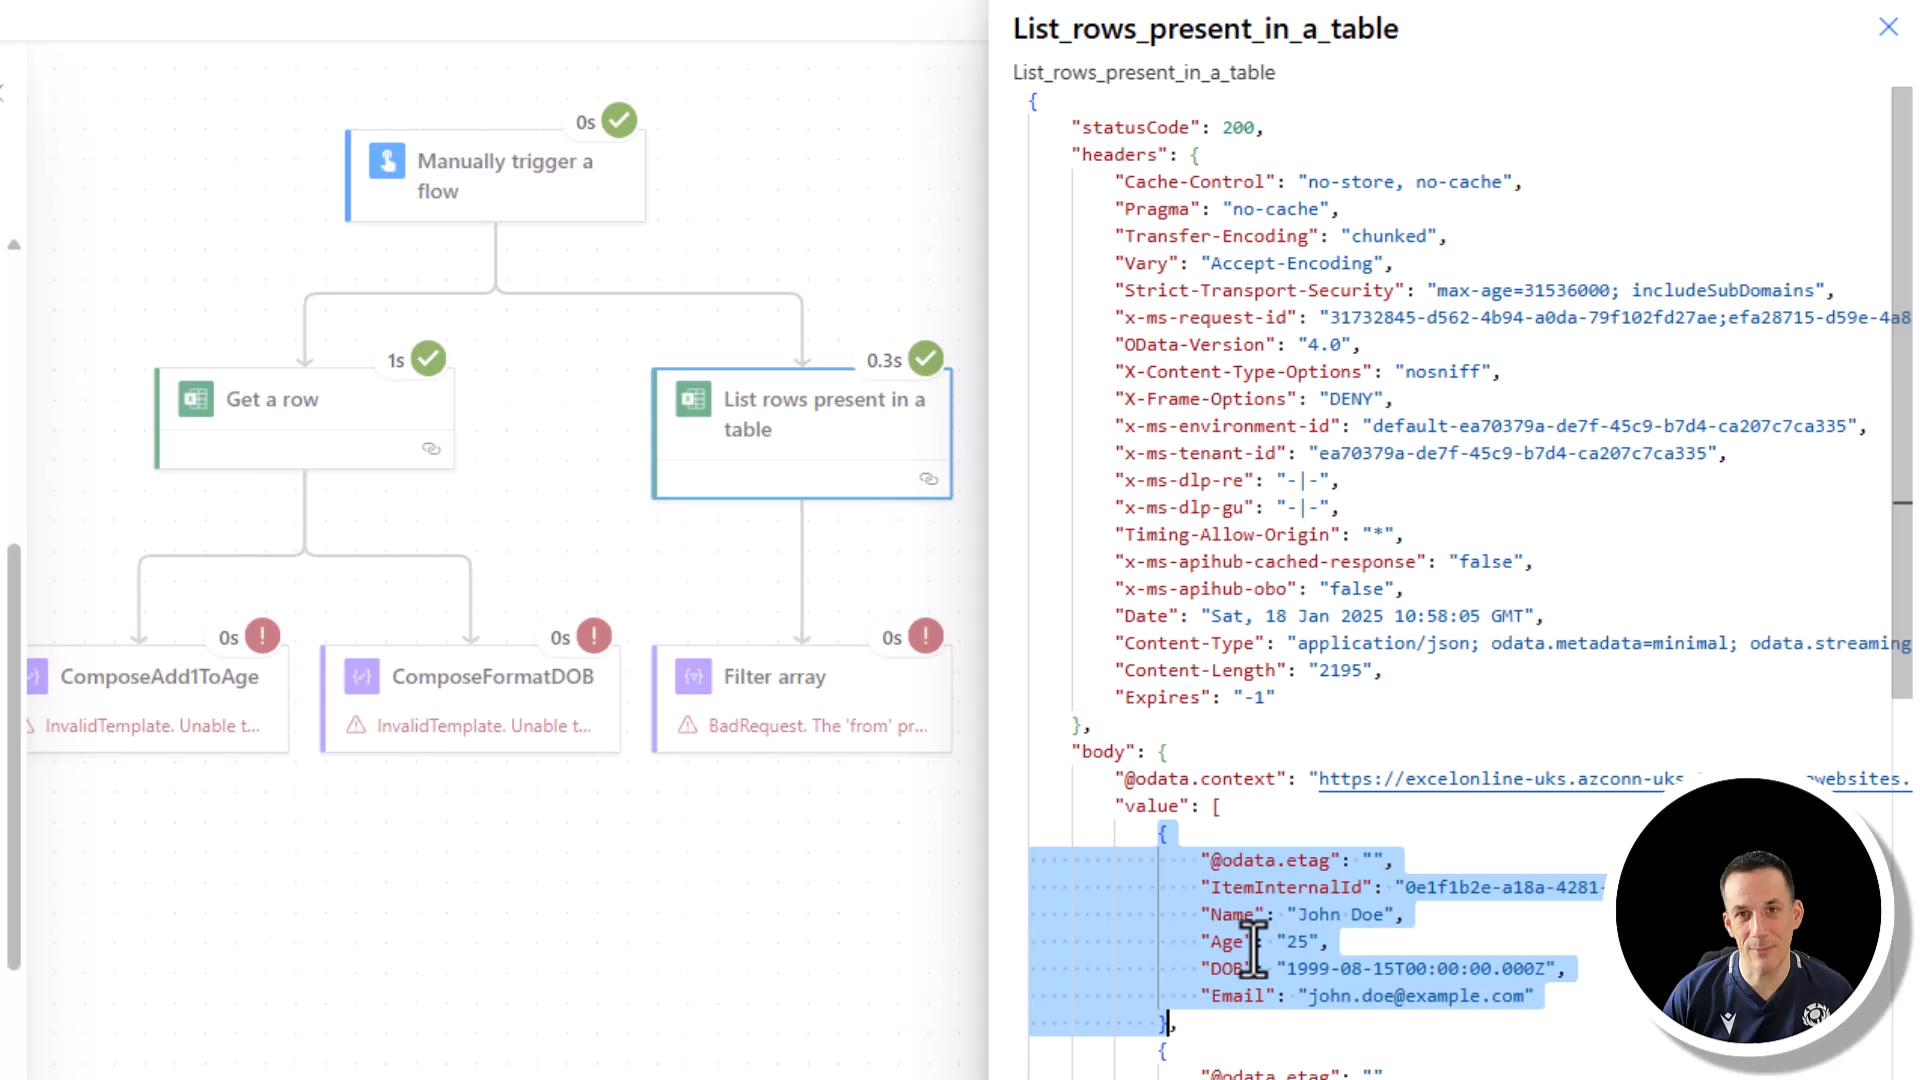 0s
Manually trigger a
flow
1s
Get a row
0.3s
List rows present in a
table
0s
ComposeAdd1ToAge
InvalidTemplate. Unable t...
0s
ComposeFormatDOB
InvalidTemplate. Unable t...
0s
Filter array
BadRequest. The 'from' pr...
List_rows_present_in_a_table
List_rows_present_in_a_table
{
"statusCode": 200,
"headers": {
"Cache-Control": "no-store, no-cache",
"Pragma": "no-cache",
"Transfer-Encoding": "chunked",
"Vary": "Accept-Encoding",
"Strict-Transport-Security": "max-age=31536000; includeSubDomains",
"x-ms-request-id": "31732845-d562-4b94-a0da-79f102fd27ae;efa28715-d59e-4a8
"OData-Version": "4.0",
"X-Content-Type-Options": "nosniff",
"X-Frame-Options": "DENY",
"x-ms-environment-id": "default-ea70379a-de7f-45c9-b7d4-ca207c7ca335",
"x-ms-tenant-id": "ea70379a-de7f-45c9-b7d4-ca207c7ca335",
"x-ms-dlp-re": "-|-",
"x-ms-dlp-gu": "-|-",
"Timing-Allow-Origin": "*",
"x-ms-apihub-cached-response": "false",
"x-ms-apihub-obo": "false",
"Date": "Sat, 18 Jan 2025 10:58:05 GMT",
"Content-Type": "application/json; odata.metadata=minimal; odata.streaming
"Content-Length": "2195",
"Expires": "-1"
},
"body": {
"@odata.context": "https://excelonline-uks.azconn-uks websites.
"value": [
{
"@odata.etag": "",
"ItemInternalId": "0e1f1b2e-a18a-4281-
"Name": "John Doe",
"Age": "25",
"DOB": "1999-08-15T00:00:00.000Z",
"Email": "john.doe@example.com"
},
{
"@odata.etag": ""